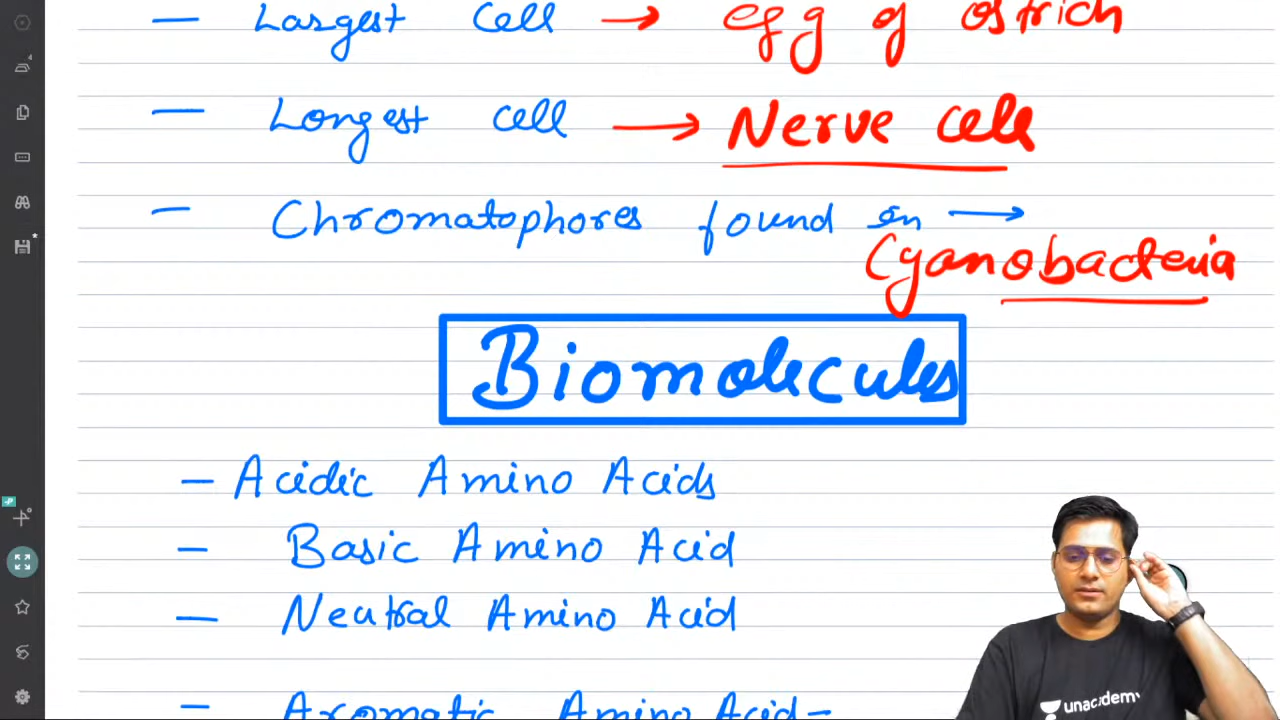 — Largest Cell → egg of ostrich
— Longest cell → Nerve cell
— Chromatophores found in →
Cyanobacteria
Biomolecules
— Acidic Amino Acids
— Basic Amino Acid
— Neutral Amino Acid
— Aromatic Amino Acid –
unacademy